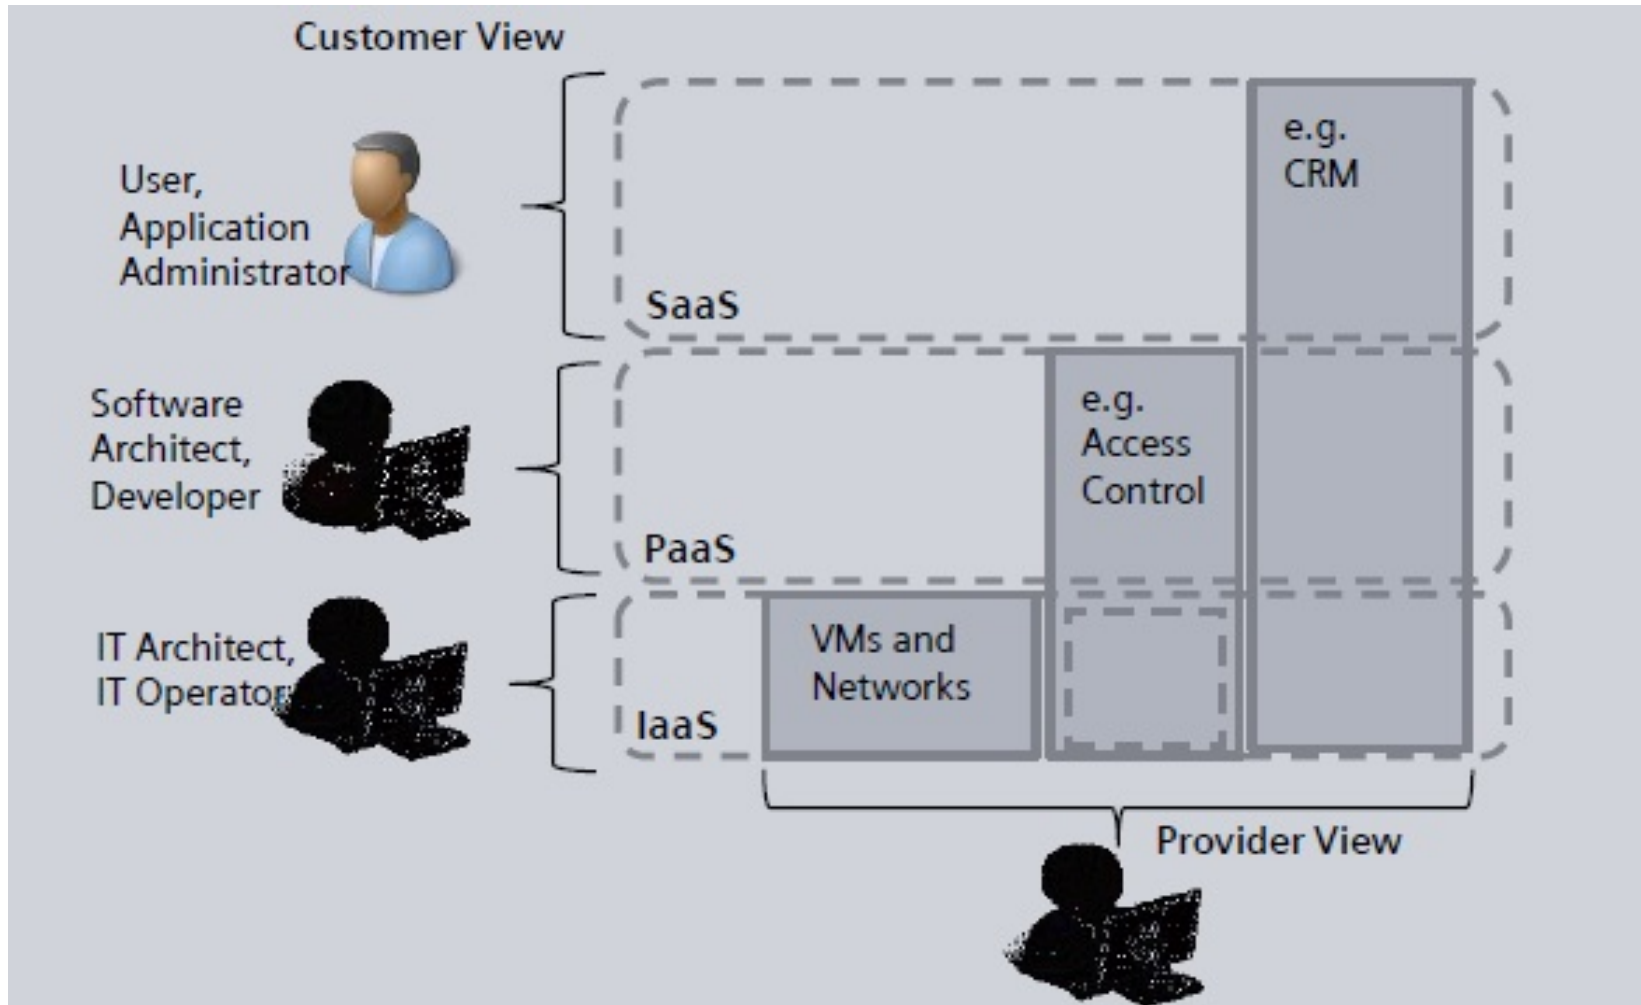 Customer View
User,
Application
Administrator
e.g.
CRM
SaaS
Software
Architect,
Developer
e.g.
Access
Control
PaaS
IT Architect,
IT Operator
VMs and
Networks
IaaS
Provider View